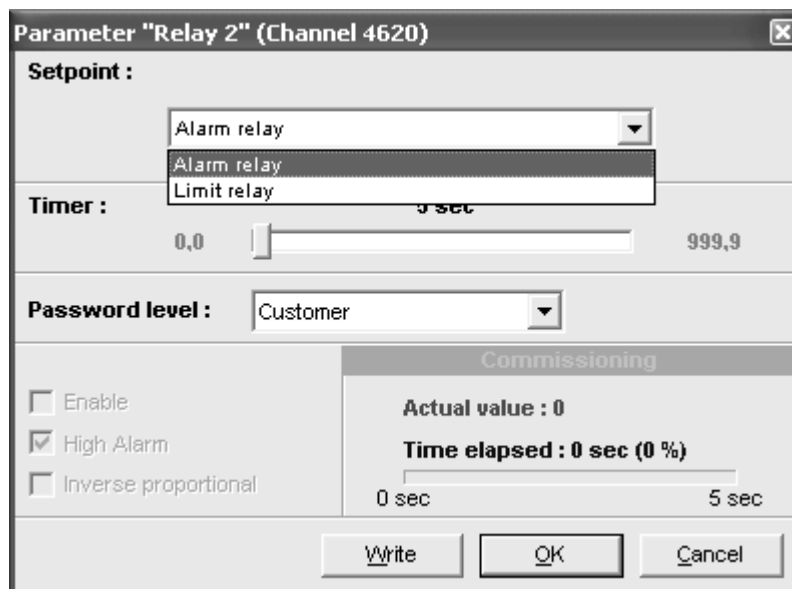 Parameter "Relay 2" (Channel 4620)
Setpoint :
Alarm relay
Alarm relay
Limit relay
Timer : 5 sec
0,0 999,9
Password level : Customer
Commissioning
Enable
Actual value : 0
High Alarm
Time elapsed : 0 sec (0 %)
Inverse proportional
0 sec 5 sec
Write OK Cancel